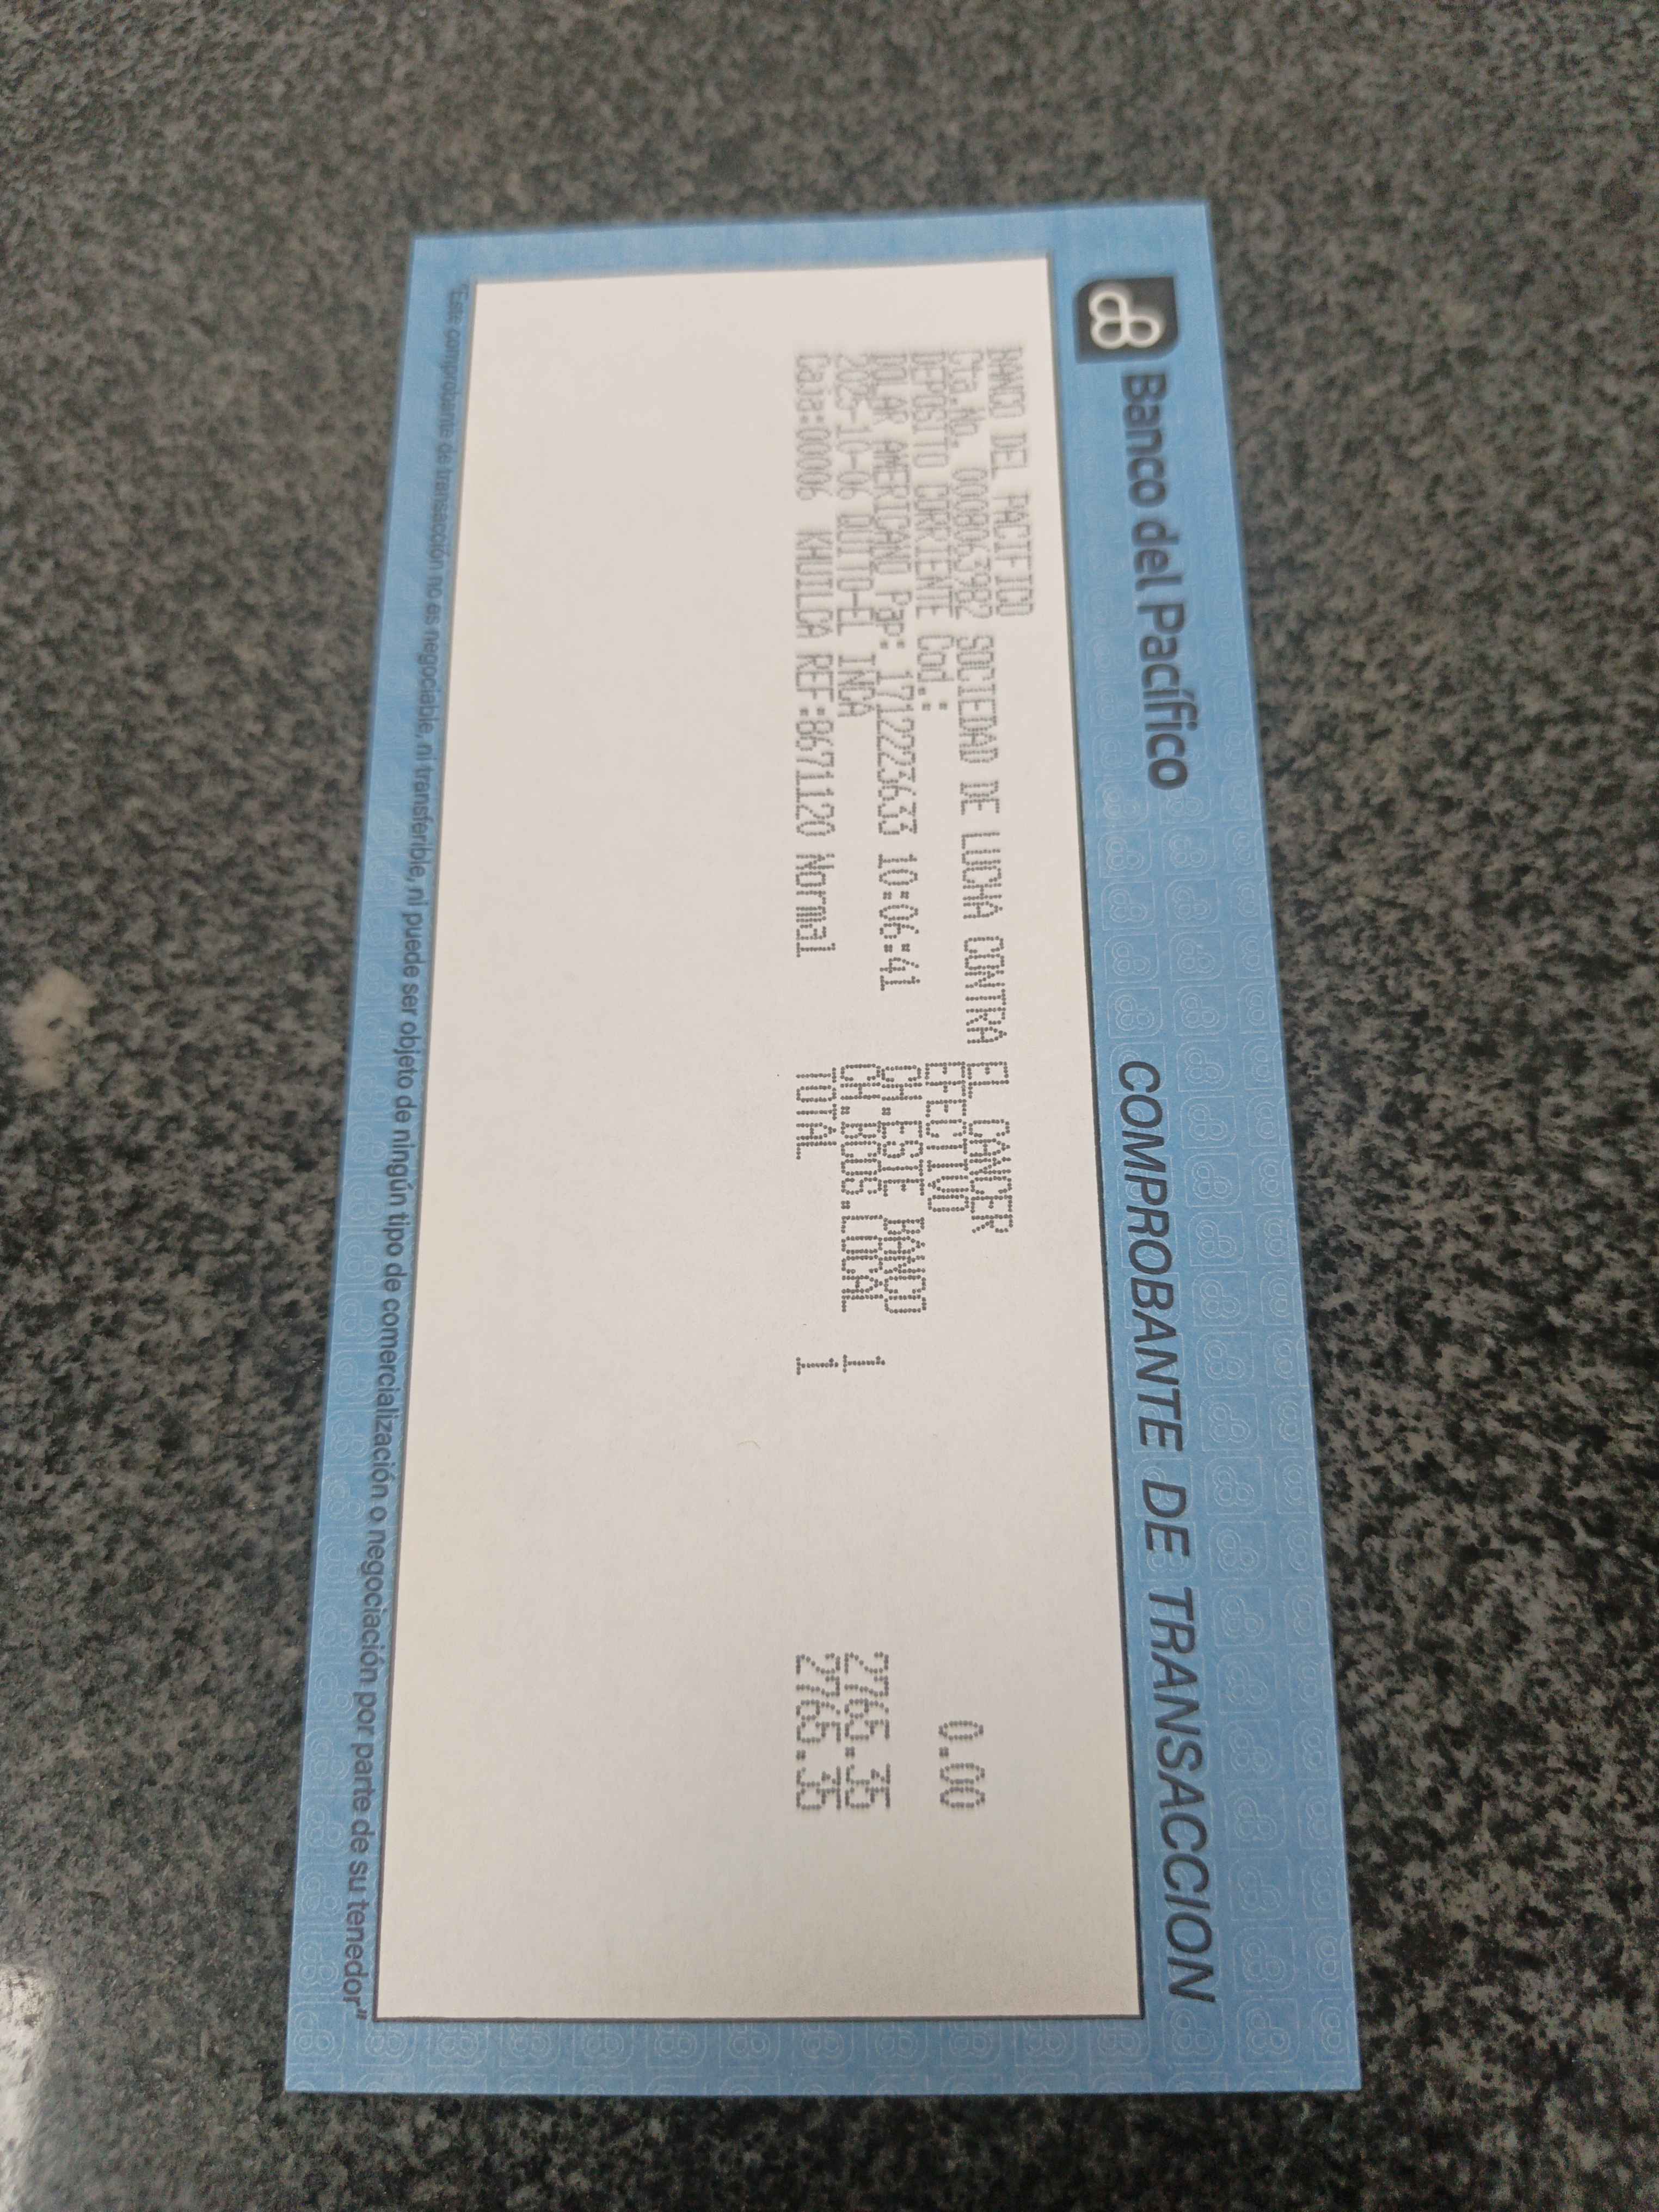 Banco del Pacífico COMPROBANTE DE TRANSACCION
BANCO DEL PACIFICO
Cta.No. 0008063982 SOCIEDAD DE LUCHA CONTRA EL CANCER
DEPOSITO CORRIENTE Cod.: EFECTIVO 0.00
DOLAR AMERICANO Pap: 1712223633 10:06:41 CH.ESTE BANCO
2025-10-06 QUITO-EL INCA CH.BCOS.LOCAL 1 2765.35
Caja:0006 KHUILCA REF:8671120 Normal TOTAL 1 2765.35
"Este comprobante de transacción no es negociable, ni transferible, ni puede ser objeto de ningún tipo de comercialización o negociación por parte de su tenedor"